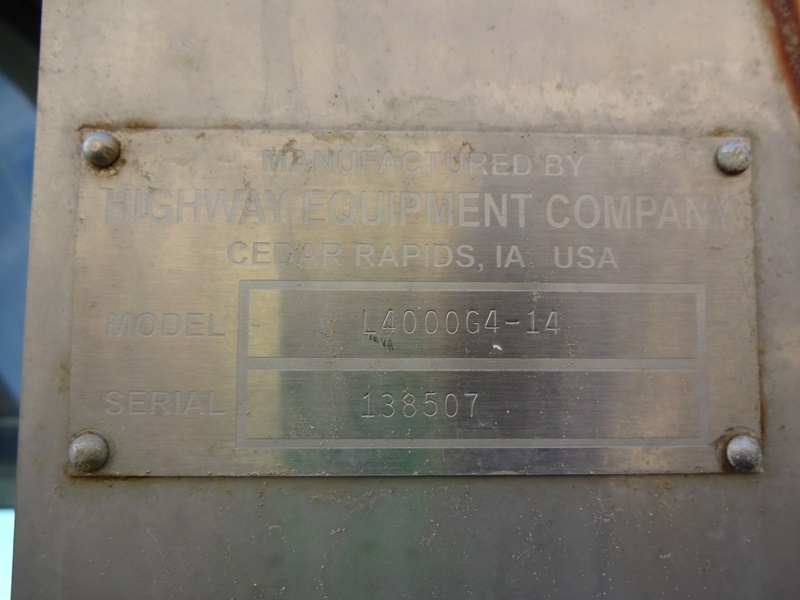 MANUFACTURED BY
HIGHWAY EQUIPMENT COMPANY
CEDAR RAPIDS, IA USA
MODEL L4000G4-14
SERIAL 138507